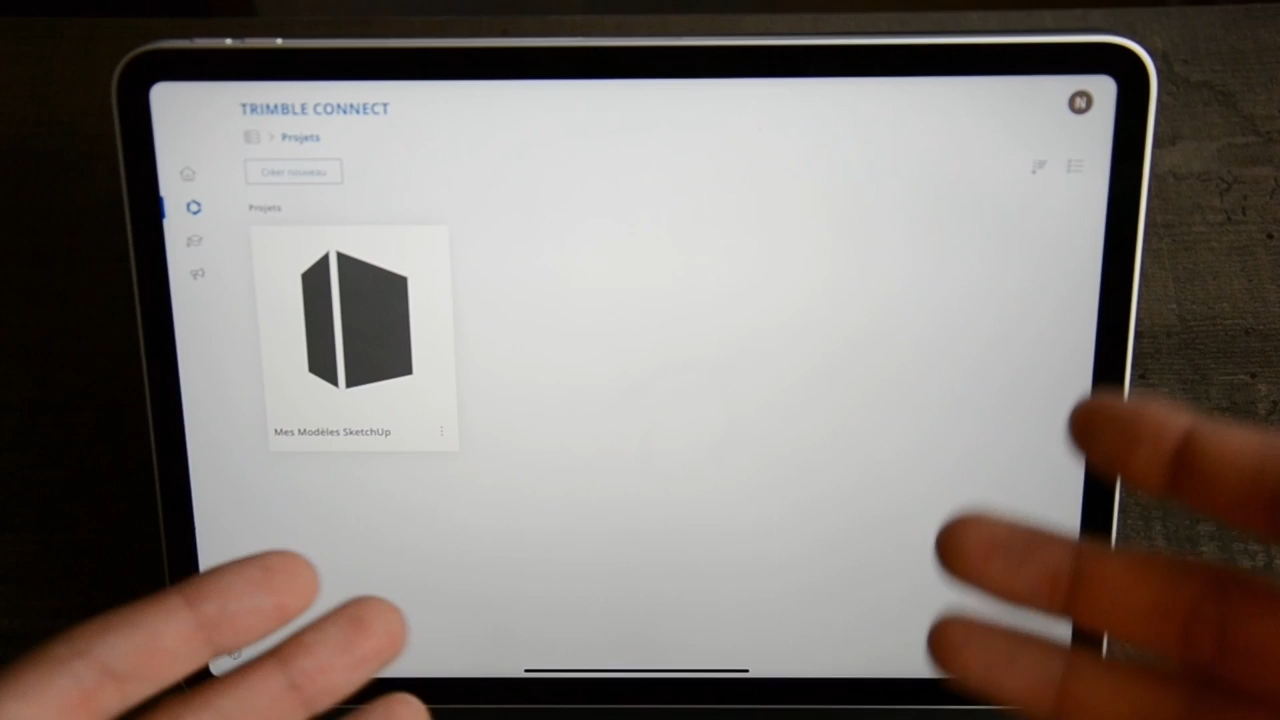 TRIMBLE CONNECT
N
Projets
Créer nouveau
Projets
Mes Modèles SketchUp